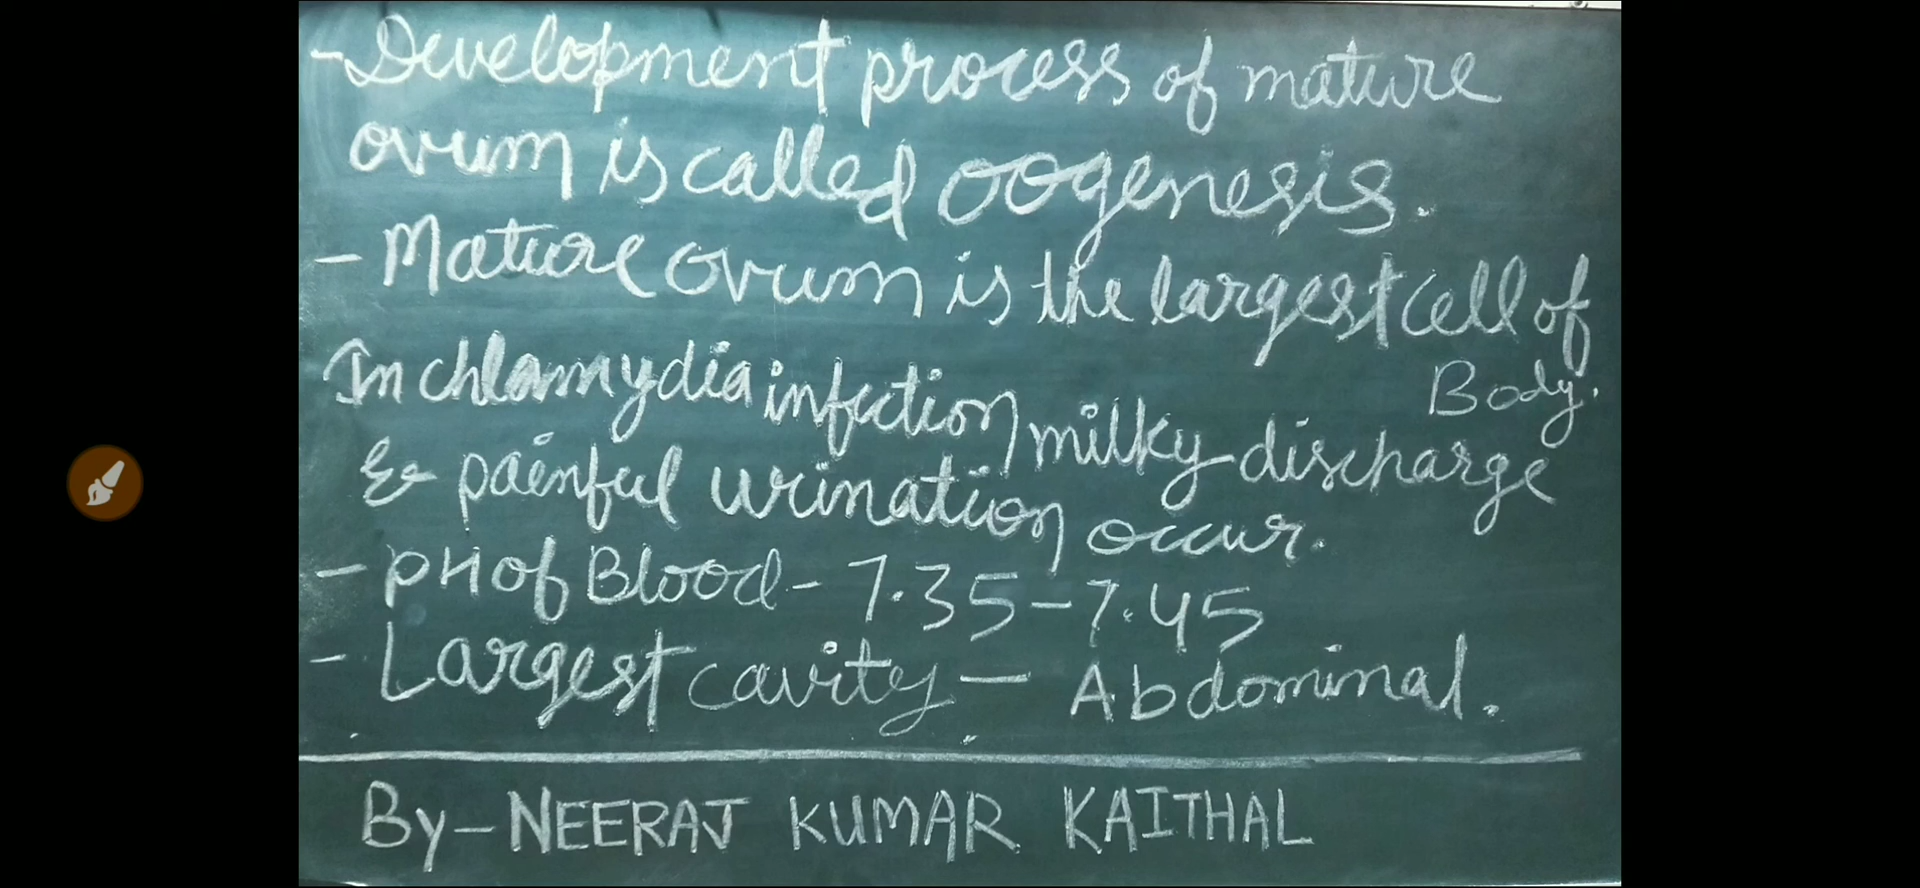 - Development process of mature
ovum is called oogenesis.
- Mature ovum is the largest cell of
Body.
In chlamydia infection milky discharge
& painful urination occur.
- pH of Blood - 7.35 - 7.45
- Largest cavity - Abdominal.
By - NEERAJ KUMAR KAITHAL